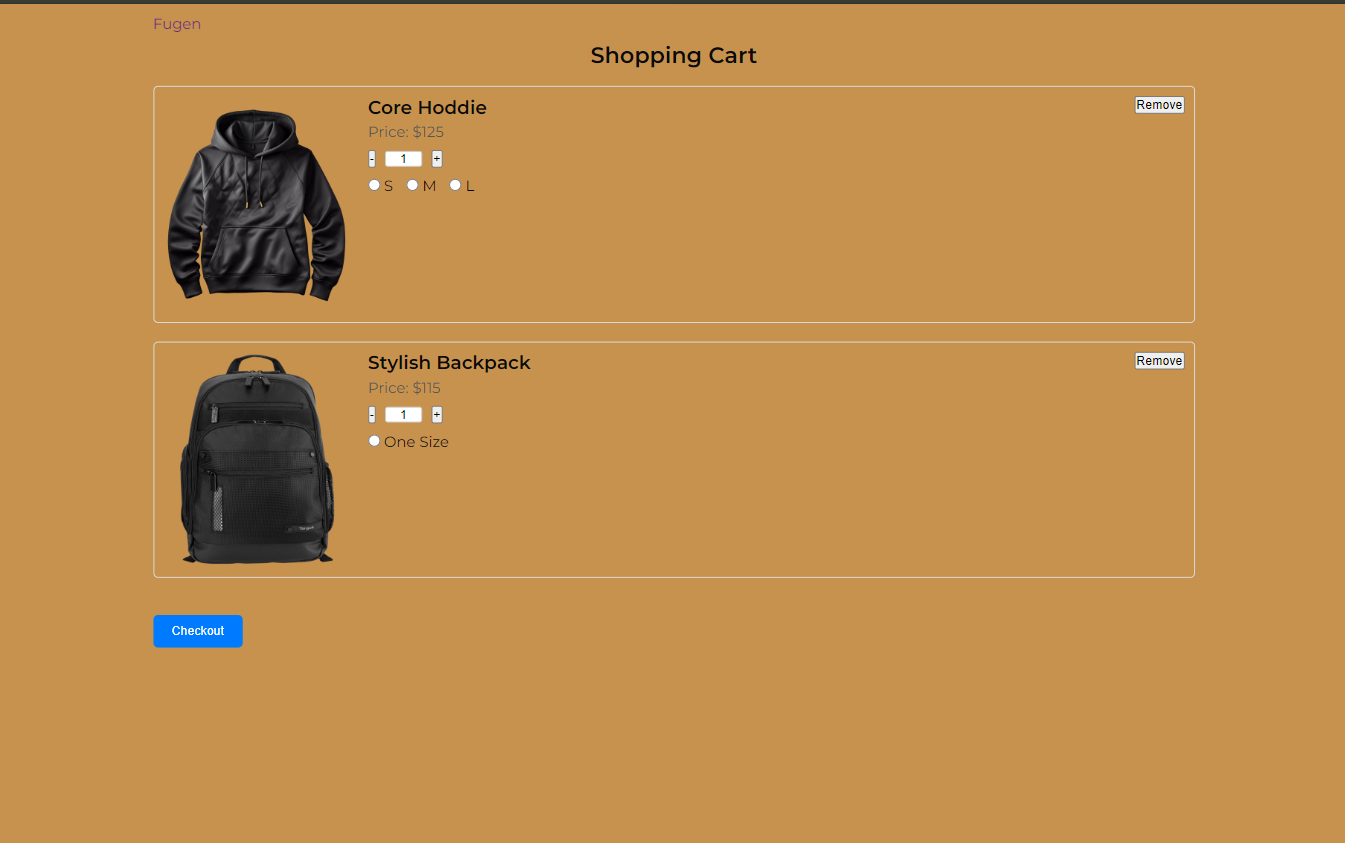 Fugen
Shopping Cart
Core Hoddie
Remove
Price: $125
- 1 +
S M L
Stylish Backpack
Remove
Price: $115
- 1 +
One Size
Checkout